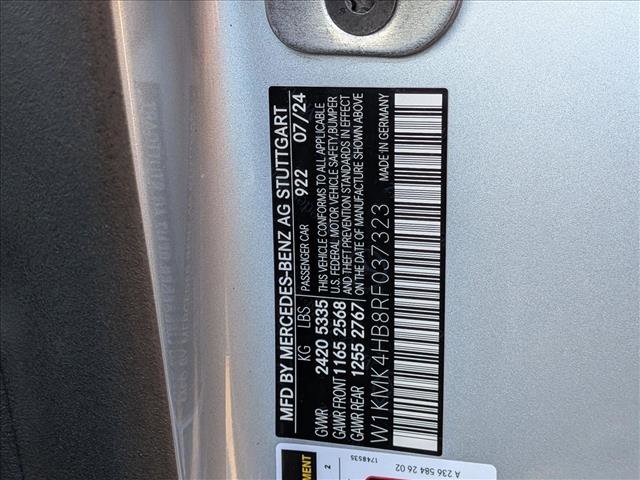 MFD BY MERCEDES-BENZ AG STUTTGART
PASSENGER CAR 922 07/24
KG LBS
GVWR 2420 5335
GAWR FRONT 1165 2568
GAWR REAR 1255 2767
THIS VEHICLE CONFORMS TO ALL APPLICABLE
U.S. FEDERAL MOTOR VEHICLE SAFETY,BUMPER
AND THEFT PREVENTION STANDARDS IN EFFECT
ON THE DATE OF MANUFACTURE SHOWN ABOVE
MADE IN GERMANY
W1KMK4HB8RF037323
2
1748535
A 236 584 26 02